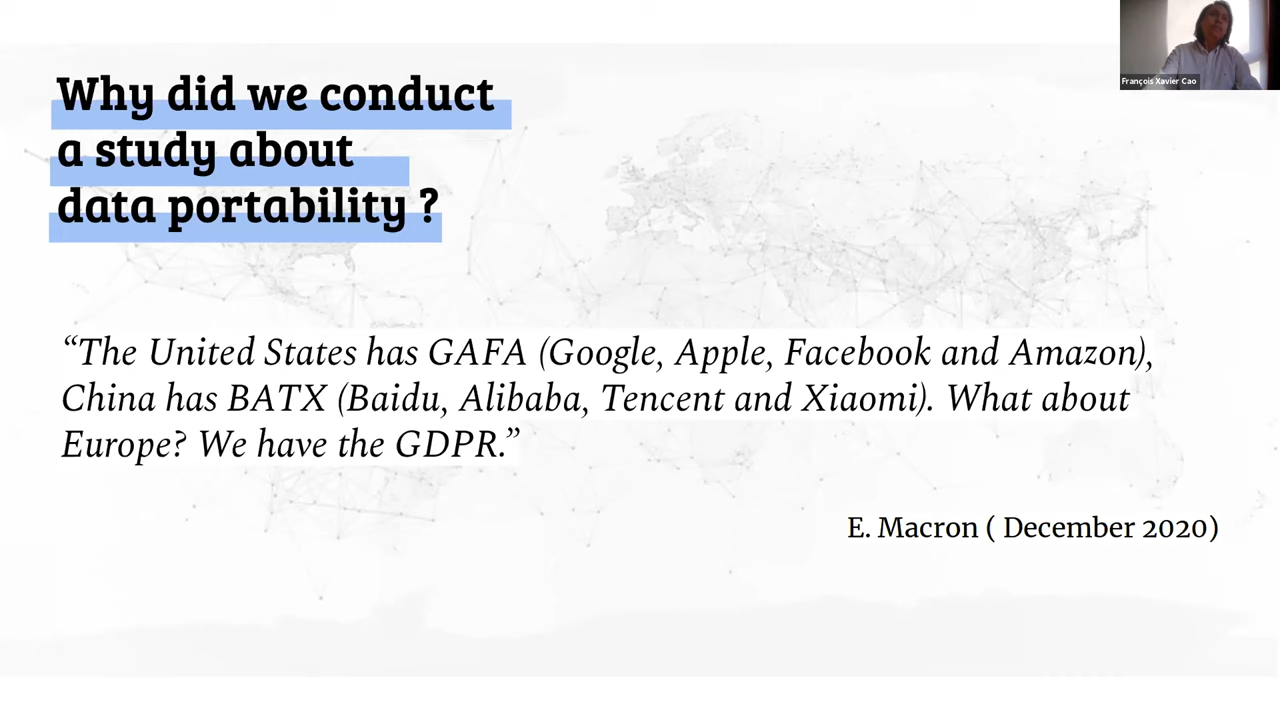 Why did we conduct
a study about
data portability ?
“The United States has GAFA (Google, Apple, Facebook and Amazon),
China has BATX (Baidu, Alibaba, Tencent and Xiaomi). What about
Europe? We have the GDPR.”
E. Macron ( December 2020)
François Xavier Cao